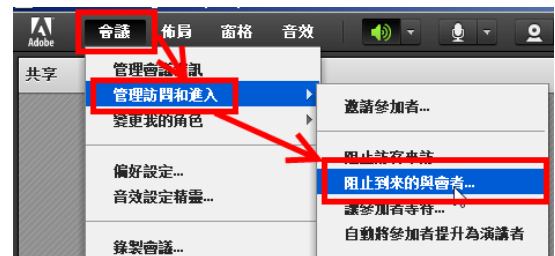 Adobe
會議 佈局 窗格 音效
共享
管理會議資訊
管理訪問和進入
變更我的角色
偏好設定...
音效設定精靈...
錄製會議...
邀請參加者...
阻止訪客來訪
阻止到來的與會者...
讓參加者等待...
自動將參加者提升為演講者